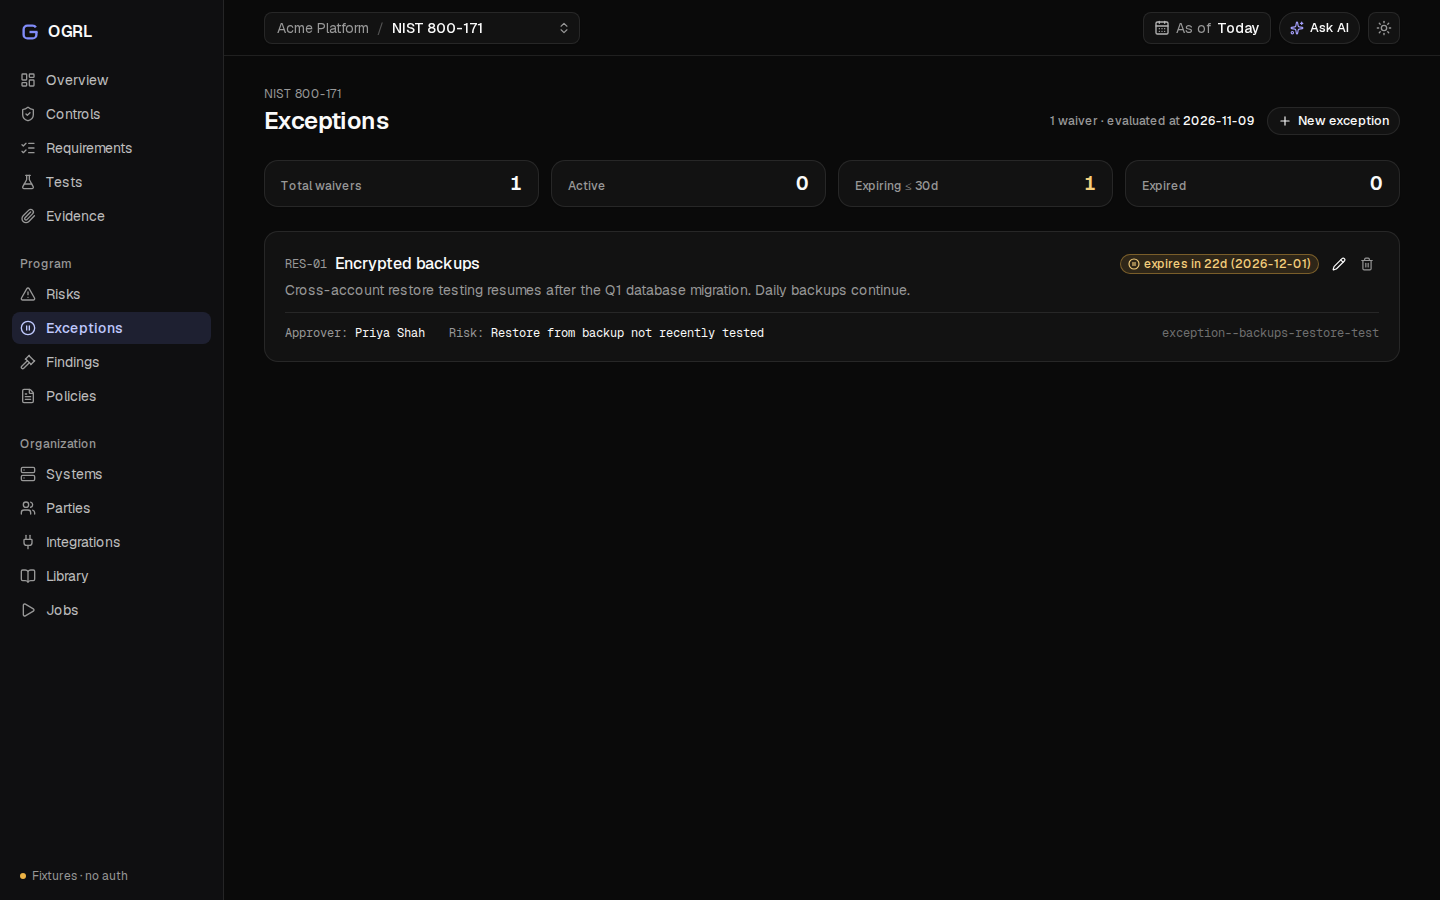 OGRL
Acme Platform / NIST 800-171
As of Today
Ask AI
Overview
Controls
Requirements
Tests
Evidence
Program
Risks
Exceptions
Findings
Policies
Organization
Systems
Parties
Integrations
Library
Jobs
Fixtures · no auth
NIST 800-171
Exceptions
1 waiver · evaluated at 2026-11-09
New exception
Total waivers 1
Active 0
Expiring ≤ 30d 1
Expired 0
RES-01 Encrypted backups
expires in 22d (2026-12-01)
Cross-account restore testing resumes after the Q1 database migration. Daily backups continue.
Approver: Priya Shah Risk: Restore from backup not recently tested
exception--backups-restore-test